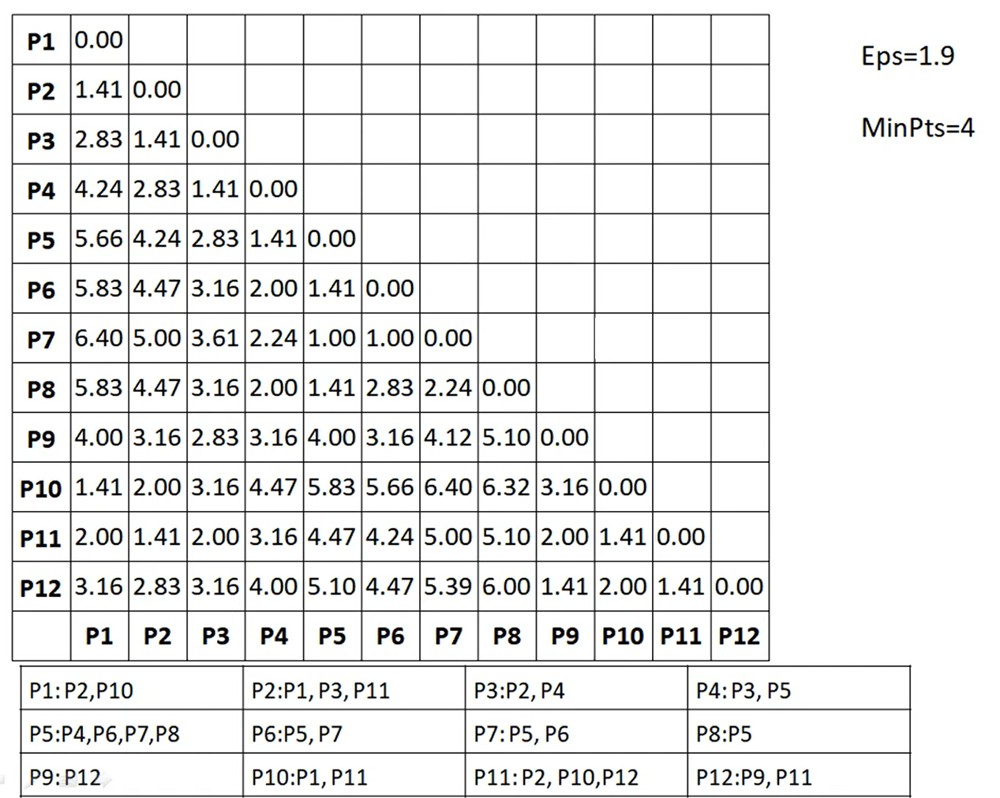 P1 0.00
Eps=1.9
P2 1.41 0.00
MinPts=4
P3 2.83 1.41 0.00
P4 4.24 2.83 1.41 0.00
P5 5.66 4.24 2.83 1.41 0.00
P6 5.83 4.47 3.16 2.00 1.41 0.00
P7 6.40 5.00 3.61 2.24 1.00 1.00 0.00
P8 5.83 4.47 3.16 2.00 1.41 2.83 2.24 0.00
P9 4.00 3.16 2.83 3.16 4.00 3.16 4.12 5.10 0.00
P10 1.41 2.00 3.16 4.47 5.83 5.66 6.40 6.32 3.16 0.00
P11 2.00 1.41 2.00 3.16 4.47 4.24 5.00 5.10 2.00 1.41 0.00
P12 3.16 2.83 3.16 4.00 5.10 4.47 5.39 6.00 1.41 2.00 1.41 0.00
P1 P2 P3 P4 P5 P6 P7 P8 P9 P10 P11 P12
P1: P2,P10 P2:P1, P3, P11 P3:P2, P4 P4: P3, P5
P5:P4,P6,P7,P8 P6:P5, P7 P7: P5, P6 P8:P5
P9: P12 P10:P1, P11 P11: P2, P10,P12 P12:P9, P11